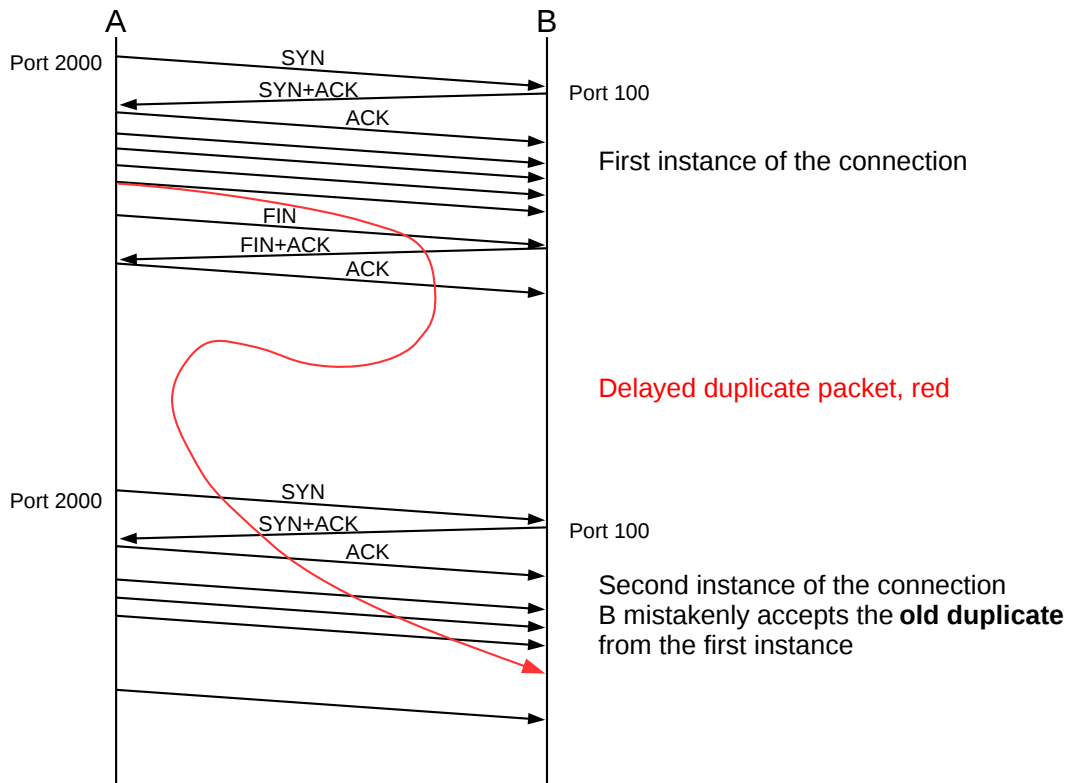 A
B
Port 2000
SYN
SYN+ACK
Port 100
ACK
First instance of the connection
FIN
FIN+ACK
ACK
Delayed duplicate packet, red
Port 2000
SYN
SYN+ACK
Port 100
ACK
Second instance of the connection
B mistakenly accepts the old duplicate
from the first instance